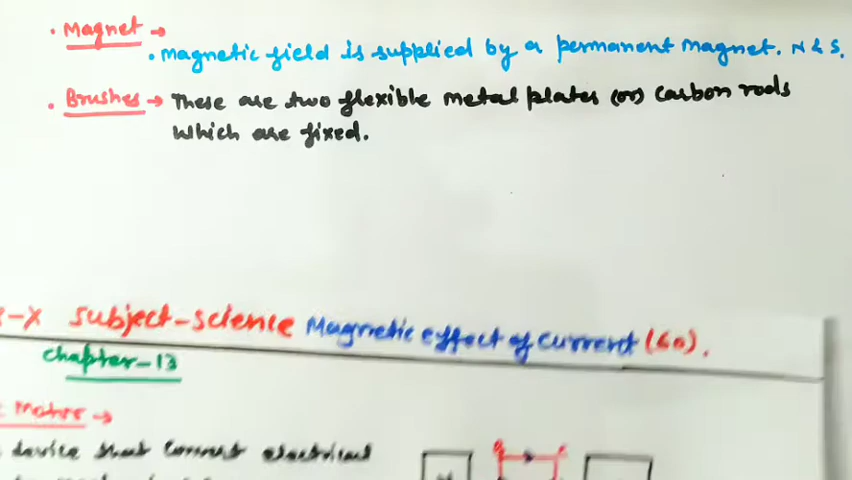 • Magnet →
• Magnetic field is supplied by a permanent magnet. N & S.
• Brushes → These are two flexible metal plates (or) carbon rods
which are fixed.
-X Subject-Science Magnetic effect of current (60).
Chapter-13
device that convert electrical